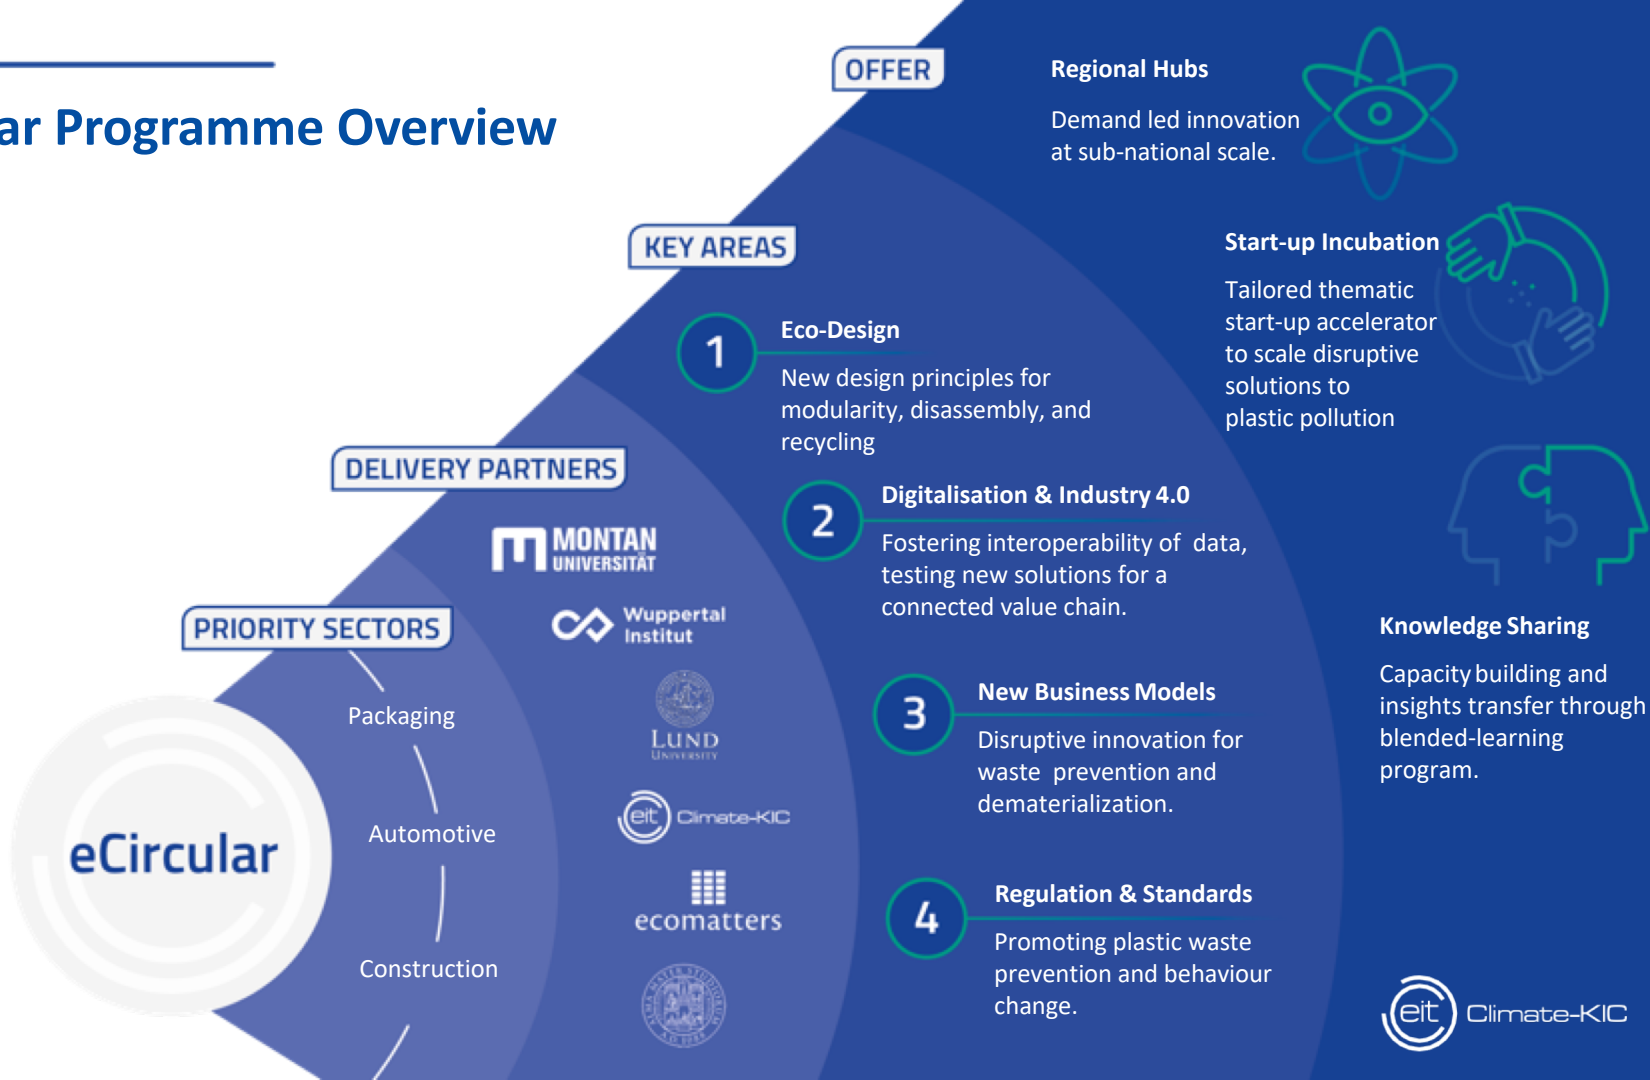 ar Programme Overview
OFFER
Regional Hubs
Demand led innovation
at sub-national scale.
Start-up Incubation
Tailored thematic
start-up accelerator
to scale disruptive
solutions to
plastic pollution
Knowledge Sharing
Capacity building and
insights transfer through
blended-learning
program.
KEY AREAS
1
Eco-Design
New design principles for
modularity, disassembly, and
recycling
2
Digitalisation & Industry 4.0
Fostering interoperability of data,
testing new solutions for a
connected value chain.
3
New Business Models
Disruptive innovation for
waste prevention and
dematerialization.
4
Regulation & Standards
Promoting plastic waste
prevention and behaviour
change.
DELIVERY PARTNERS
MONTAN
UNIVERSITÄT
Wuppertal
Institut
LUND
UNIVERSITY
eit Climate-KIC
ecomatters
ALMA MATER STUDIORUM
A.D. 1088
PRIORITY SECTORS
Packaging
Automotive
Construction
eCircular
eit Climate-KIC